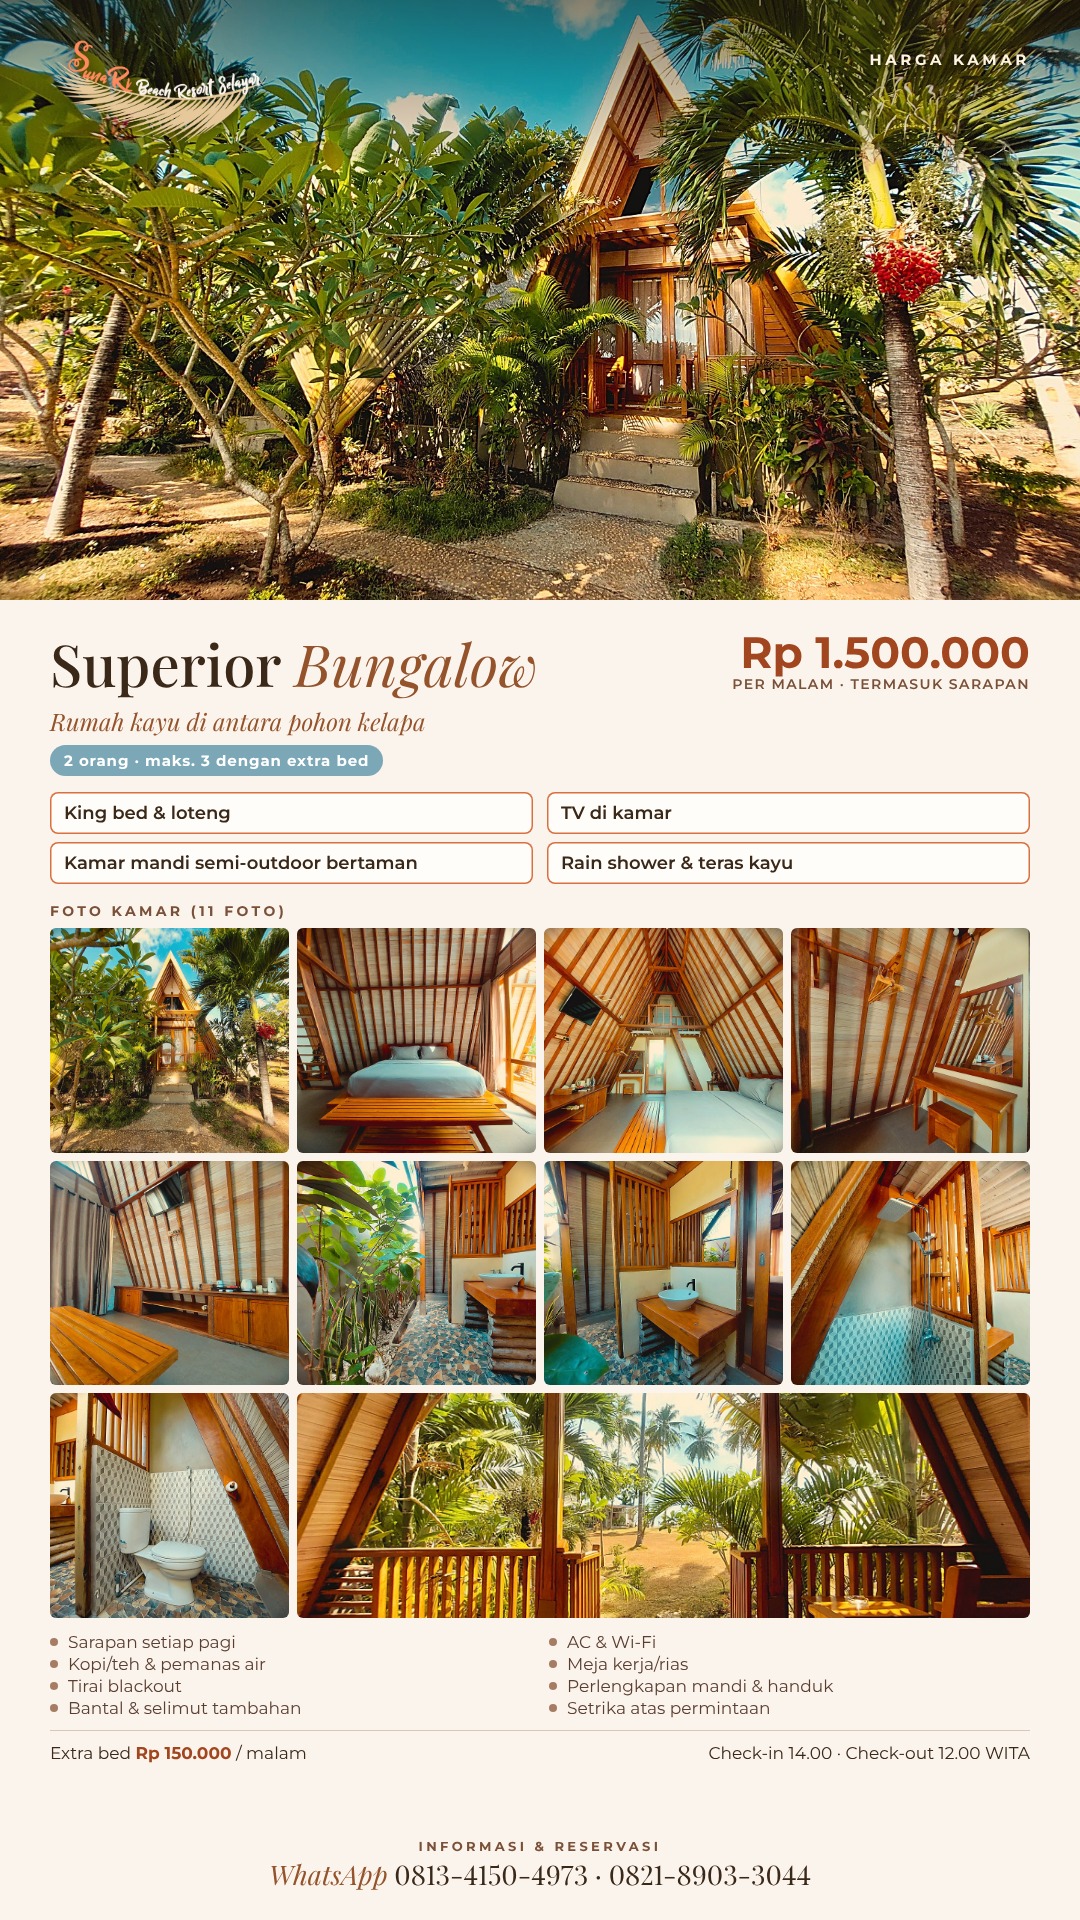 SunaRi Beach Resort Selayar
HARGA KAMAR
Superior Bungalow
Rp 1.500.000
PER MALAM · TERMASUK SARAPAN
Rumah kayu di antara pohon kelapa
2 orang · maks. 3 dengan extra bed
King bed & loteng
TV di kamar
Kamar mandi semi-outdoor bertaman
Rain shower & teras kayu
FOTO KAMAR (11 FOTO)
Sarapan setiap pagi
Kopi/teh & pemanas air
Tirai blackout
Bantal & selimut tambahan
AC & Wi-Fi
Meja kerja/rias
Perlengkapan mandi & handuk
Setrika atas permintaan
Extra bed Rp 150.000 / malam
Check-in 14.00 · Check-out 12.00 WITA
INFORMASI & RESERVASI
WhatsApp 0813-4150-4973 · 0821-8903-3044